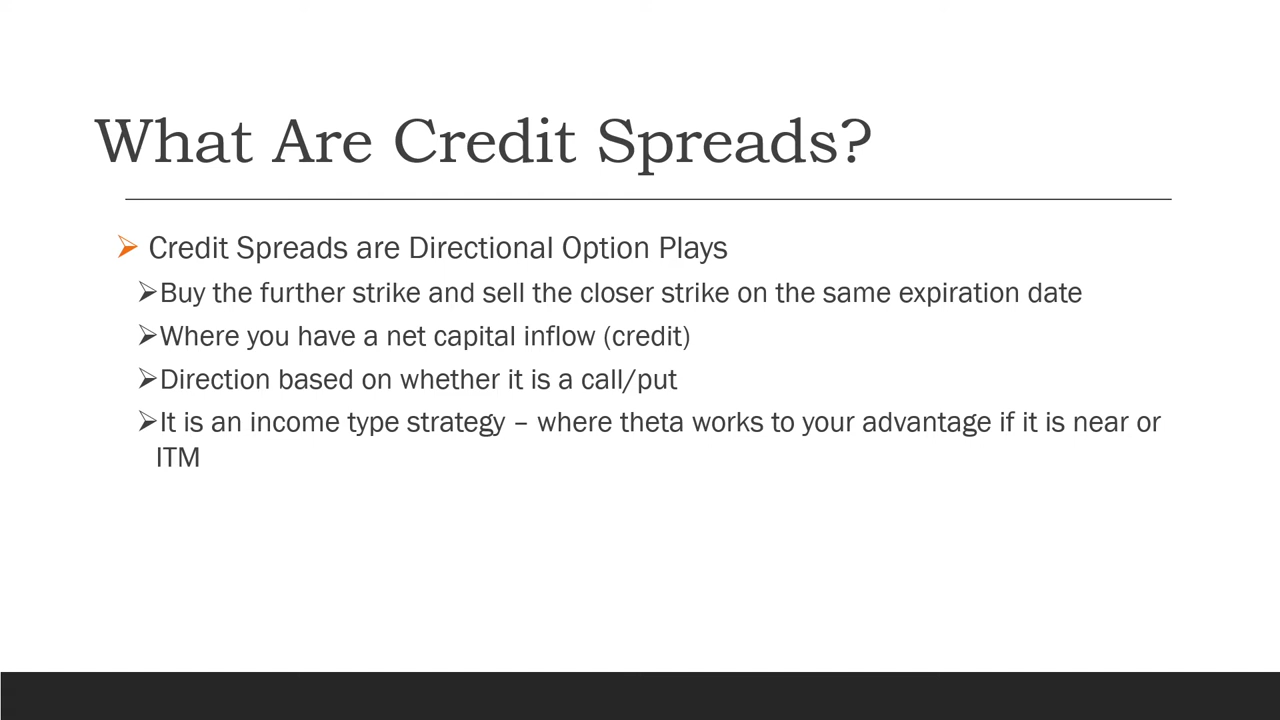 What Are Credit Spreads?
Credit Spreads are Directional Option Plays
Buy the further strike and sell the closer strike on the same expiration date
Where you have a net capital inflow (credit)
Direction based on whether it is a call/put
It is an income type strategy – where theta works to your advantage if it is near or
ITM